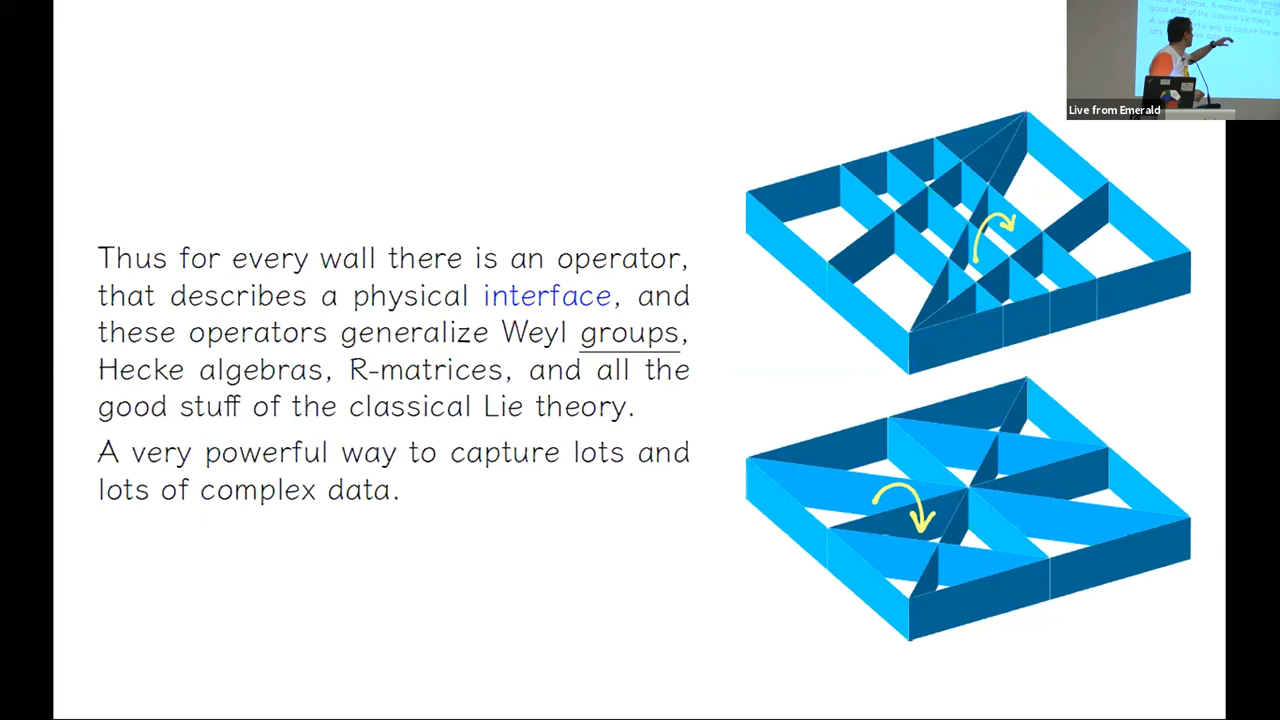 Thus for every wall there is an operator,
that describes a physical interface, and
these operators generalize Weyl groups,
Hecke algebras, R-matrices, and all the
good stuff of the classical Lie theory.
A very powerful way to capture lots and
lots of complex data.
Live from Emerald